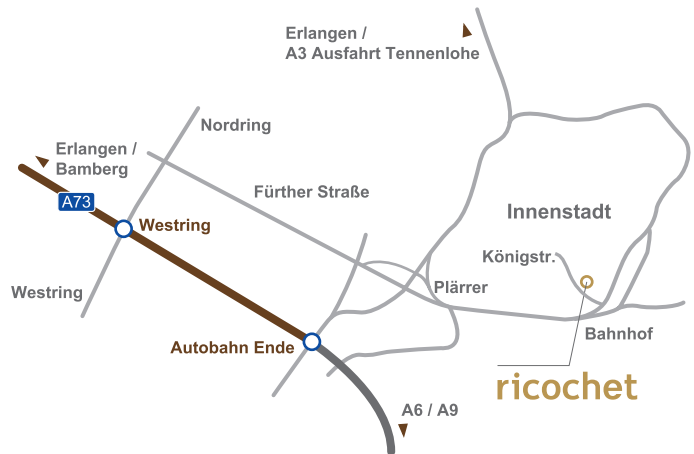 Erlangen /
A3 Ausfahrt Tennenlohe
Nordring
Erlangen /
Bamberg
A73
Fürther Straße
Westring
Innenstadt
Königstr.
Westring
Plärrer
Bahnhof
Autobahn Ende
ricochet
A6 / A9